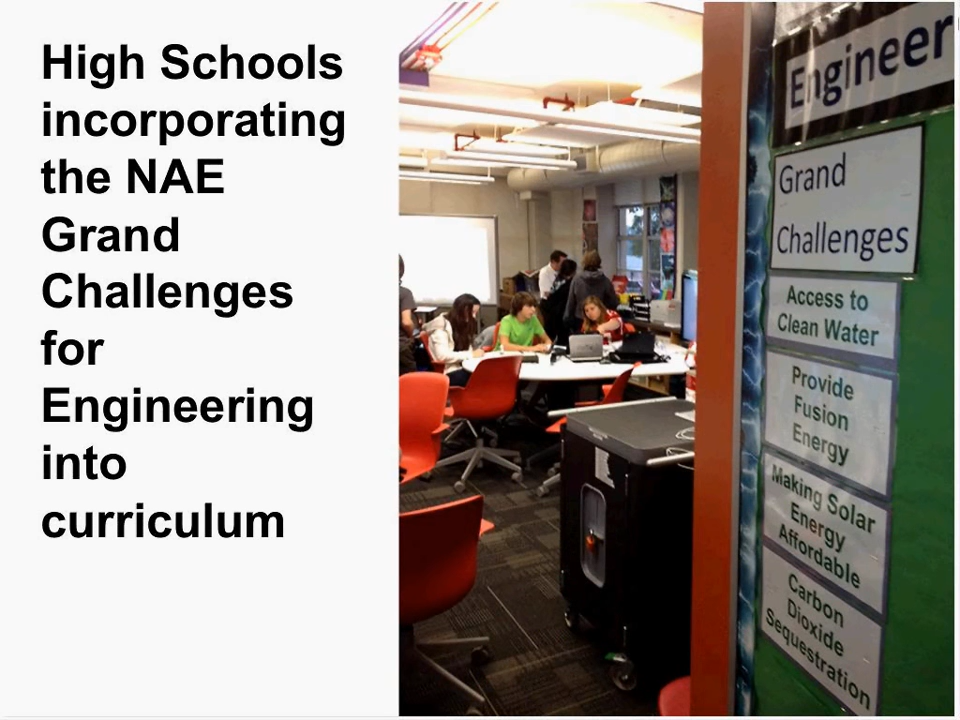 High Schools
incorporating
the NAE
Grand
Challenges
for
Engineering
into
curriculum
Engineer
Grand
Challenges
Access to
Clean Water
Provide
Fusion
Energy
Making Solar
Energy
Affordable
Carbon
Dioxide
Sequestration